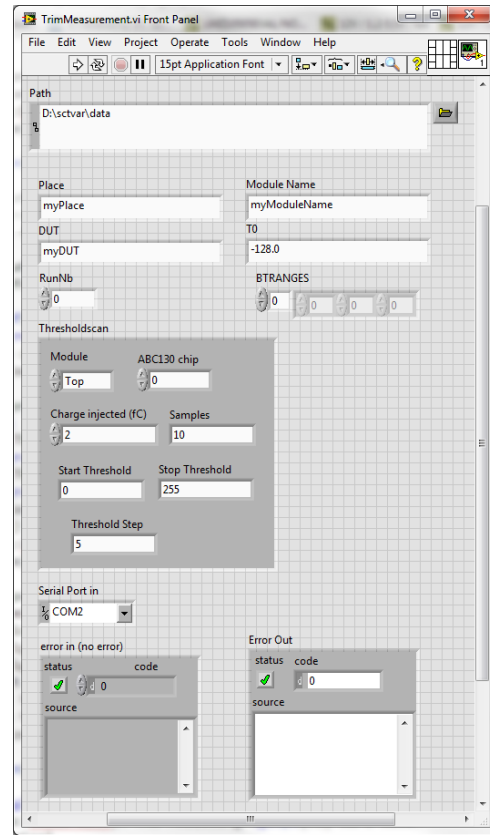 TrimMeasurement.vi Front Panel
File Edit View Project Operate Tools Window Help
15pt Application Font
?
1
Path
D:\sctvar\data
Place Module Name
myPlace myModuleName
DUT T0
myDUT -128.0
RunNb BTRANGES
0 0 0 0 0
Thresholdscan
Module ABC130 chip
Top 0
Charge injected (fC) Samples
2 10
Start Threshold Stop Threshold
0 255
Threshold Step
5
Serial Port in
I/O COM2
error in (no error) Error Out
status code status code
d 0 d 0
source source